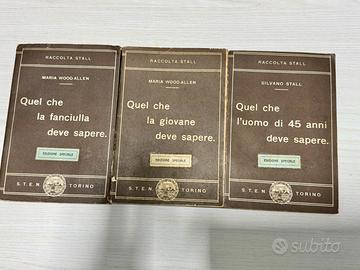 RACCOLTA STALL
MARIA WOOD-ALLEN
Quel che
la fanciulla
deve sapere.
EDIZIONE SPECIALE
S.T.E.N. TORINO
RACCOLTA STALL
MARIA WOOD-ALLEN
Quel che
la giovane
deve sapere.
EDIZIONE SPECIALE
S.T.E.N. TORINO
RACCOLTA STALL
SILVANO STALL
Quel che
l'uomo di 45 anni
deve sapere.
EDIZIONE SPECIALE
S.T.E.N. TORINO
subito